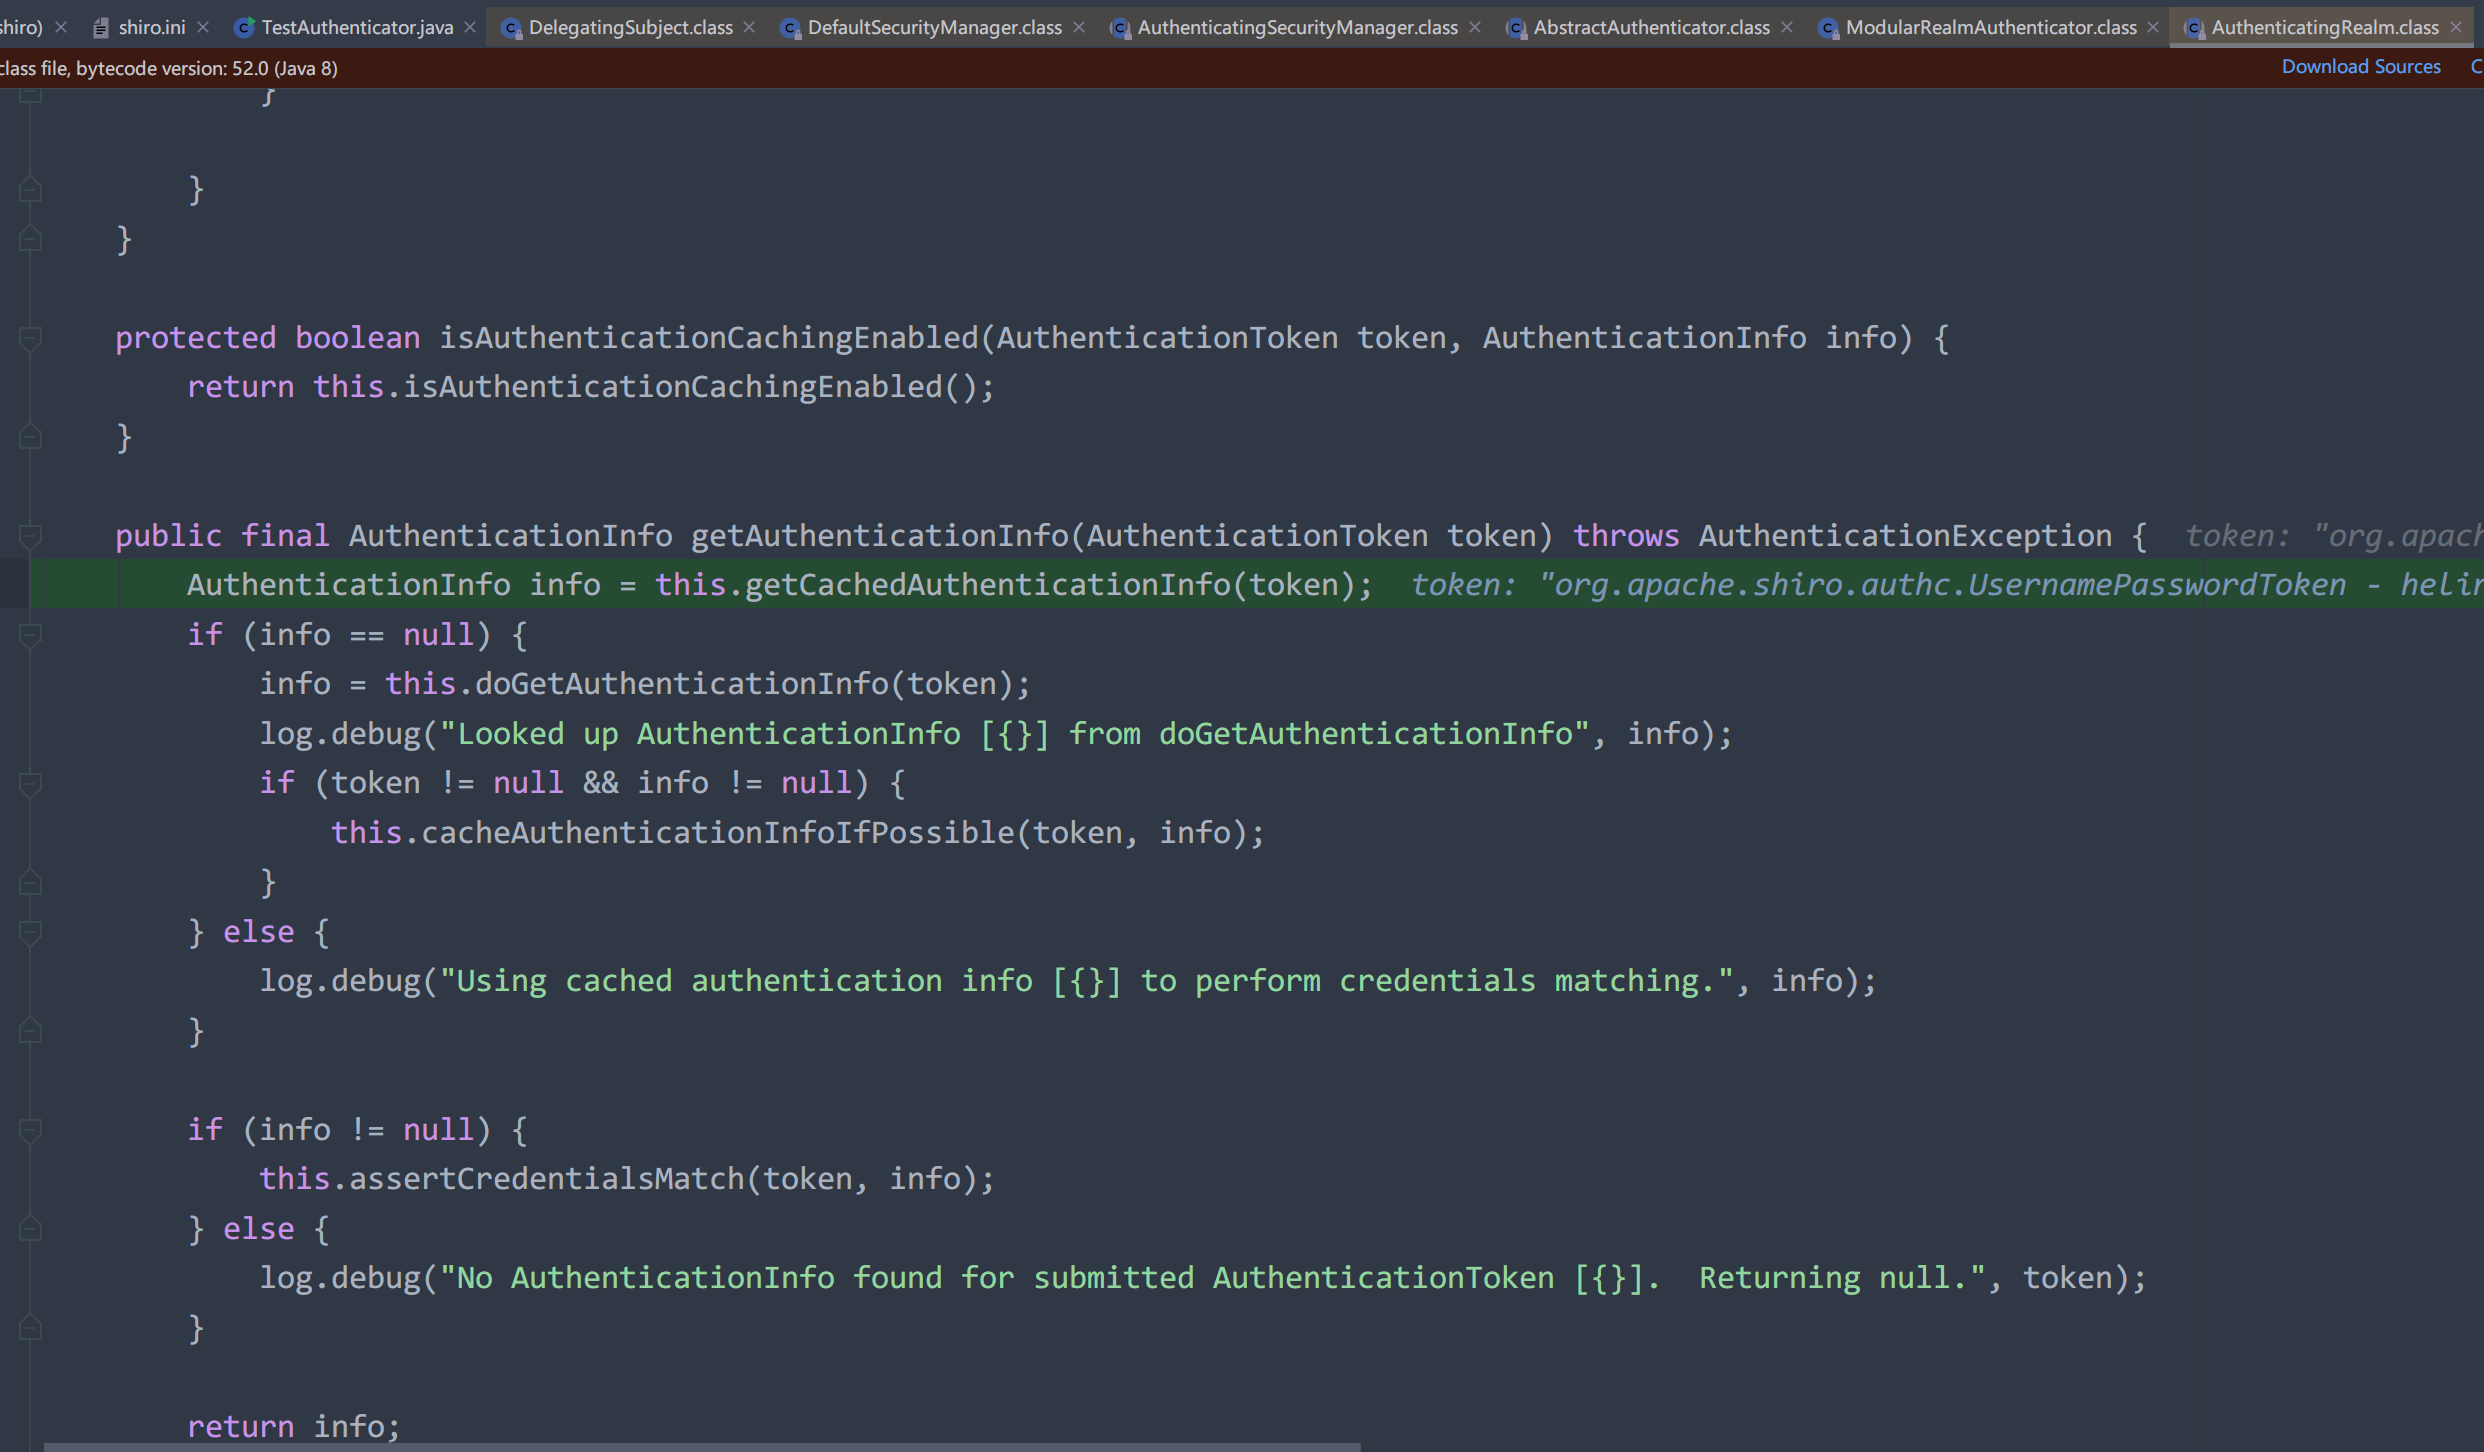 shiro) shiro.ini TestAuthenticator.java DelegatingSubject.class DefaultSecurityManager.class AuthenticatingSecurityManager.class AbstractAuthenticator.class ModularRealmAuthenticator.class AuthenticatingRealm.class
class file, bytecode version: 52.0 (Java 8) Download Sources C
}
}
}
protected boolean isAuthenticationCachingEnabled(AuthenticationToken token, AuthenticationInfo info) {
return this.isAuthenticationCachingEnabled();
}
public final AuthenticationInfo getAuthenticationInfo(AuthenticationToken token) throws AuthenticationException { token: "org.apach
AuthenticationInfo info = this.getCachedAuthenticationInfo(token); token: "org.apache.shiro.authc.UsernamePasswordToken - helin
if (info == null) {
info = this.doGetAuthenticationInfo(token);
log.debug("Looked up AuthenticationInfo [{}] from doGetAuthenticationInfo", info);
if (token != null && info != null) {
this.cacheAuthenticationInfoIfPossible(token, info);
}
} else {
log.debug("Using cached authentication info [{}] to perform credentials matching.", info);
}
if (info != null) {
this.assertCredentialsMatch(token, info);
} else {
log.debug("No AuthenticationInfo found for submitted AuthenticationToken [{}].  Returning null.", token);
}
return info;